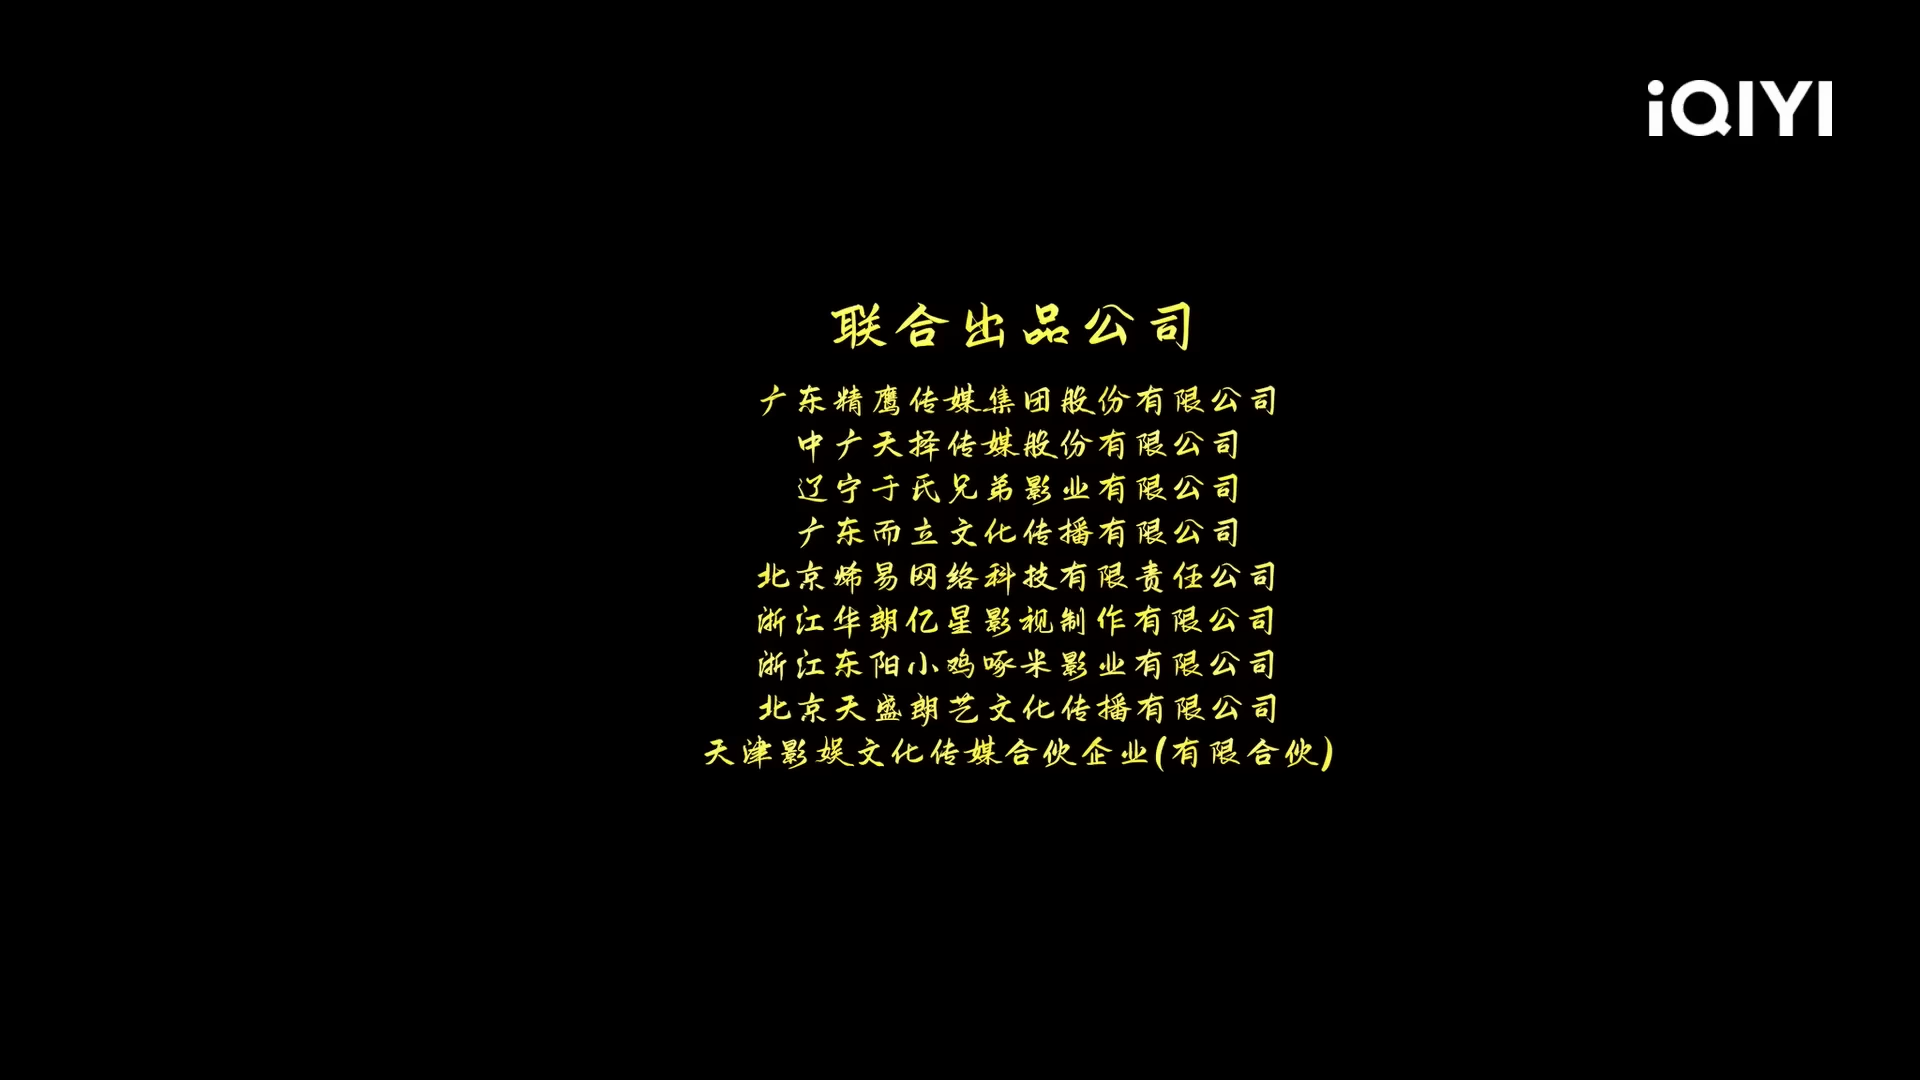 iQIYI
联合出品公司
广东精鹰传媒集团股份有限公司
中广天择传媒股份有限公司
辽宁于氏兄弟影业有限公司
广东而立文化传播有限公司
北京烯易网络科技有限责任公司
浙江华朗亿星影视制作有限公司
浙江东阳小鸡啄米影业有限公司
北京天盛朗艺文化传播有限公司
天津影娱文化传媒合伙企业(有限合伙)